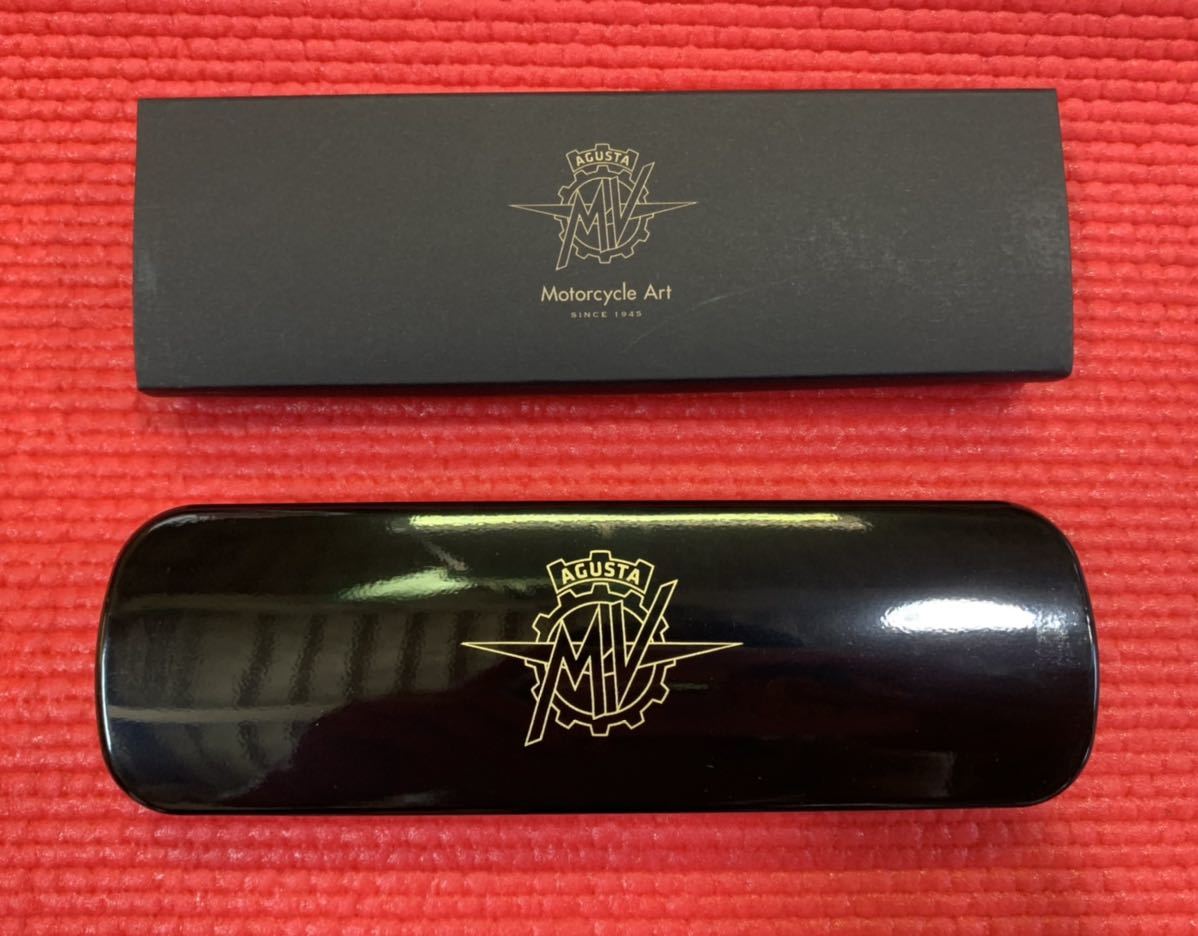 AGUSTA
MV
Motorcycle Art
SINCE 1945
AGUSTA
MV